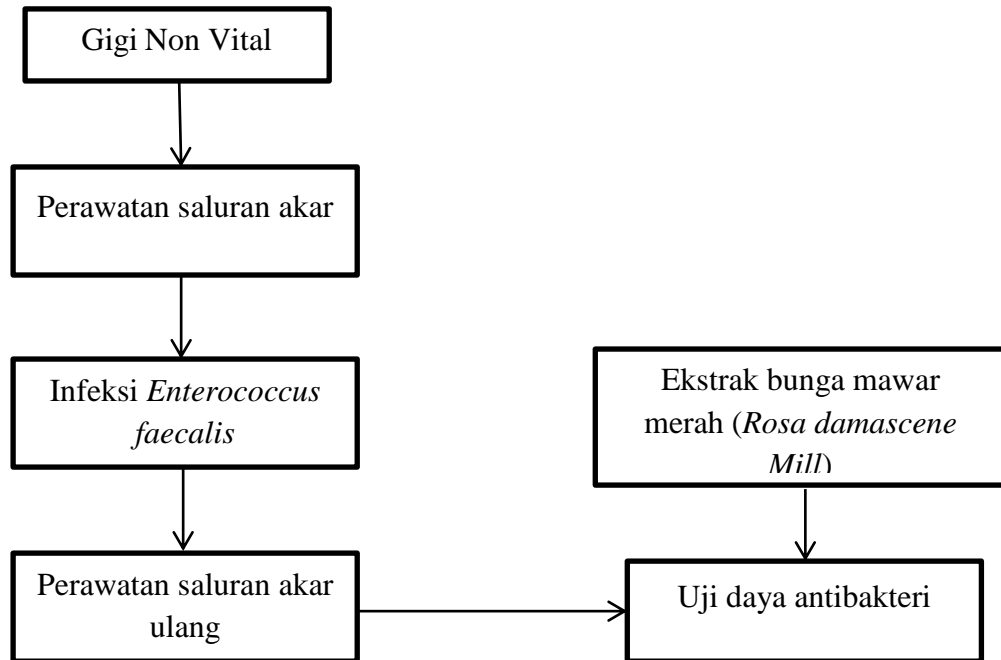 Gigi Non Vital
Perawatan saluran akar
Infeksi Enterococcus
faecalis
Perawatan saluran akar
ulang
Ekstrak bunga mawar
merah (Rosa damascene
Mill)
Uji daya antibakteri